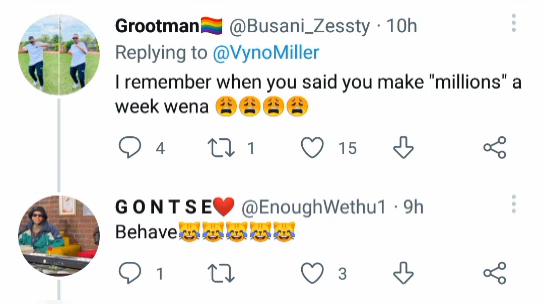 Grootman🏳️‍🌈 @Busani_Zessty · 10h
Replying to @VynoMiller
I remember when you said you make "millions" a
week wena 😩😩😩😩
4 1 15
G O N T S E❤️ @EnoughWethu1 · 9h
Behave😹😹😹😹😹
1 3